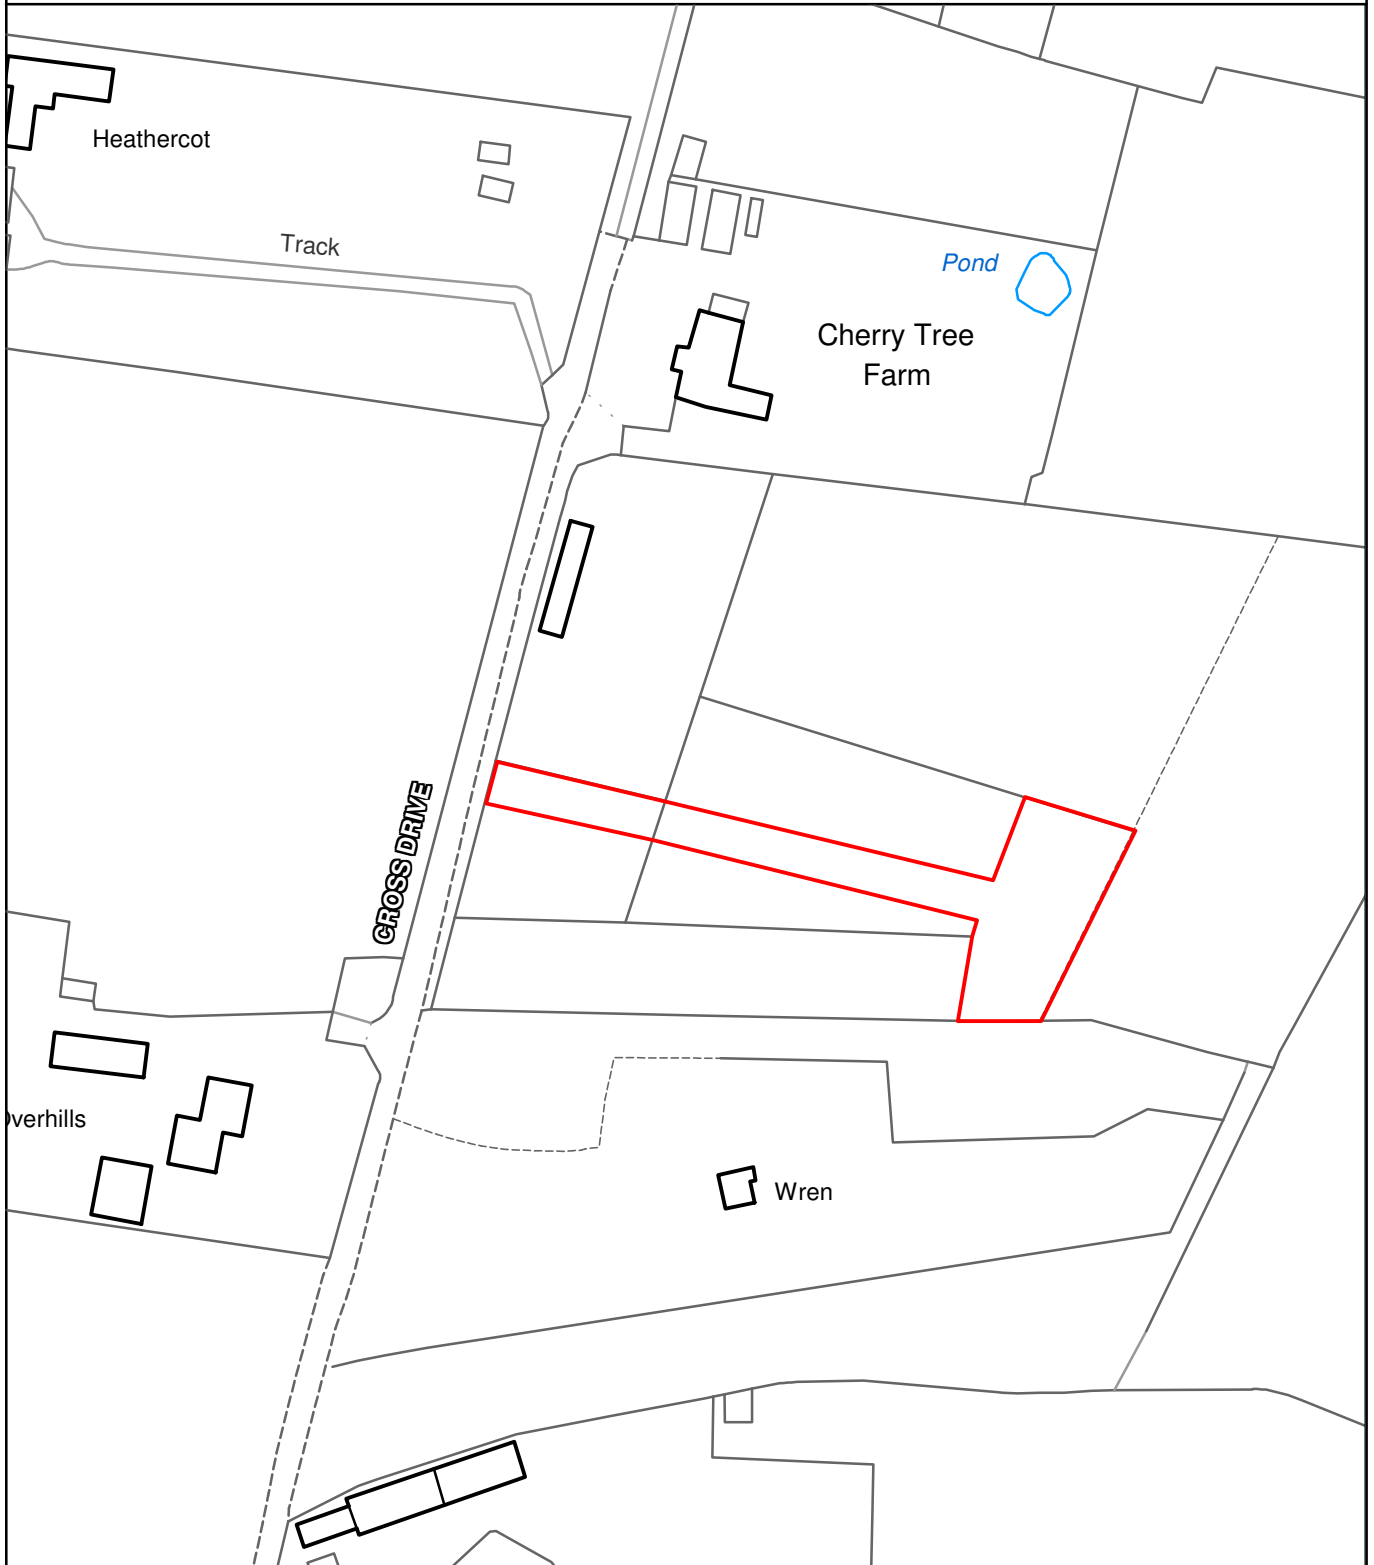 Heathercot
Track
Pond
Cherry Tree
Farm
CROSS DRIVE
verhills
Wren